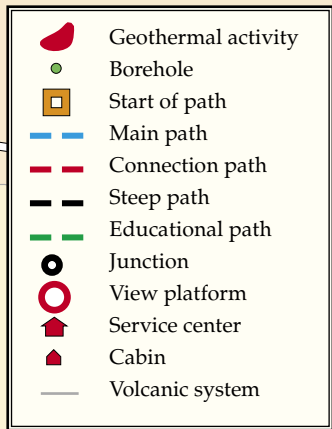 Geothermal activity
Borehole
Start of path
Main path
Connection path
Steep path
Educational path
Junction
View platform
Service center
Cabin
Volcanic system